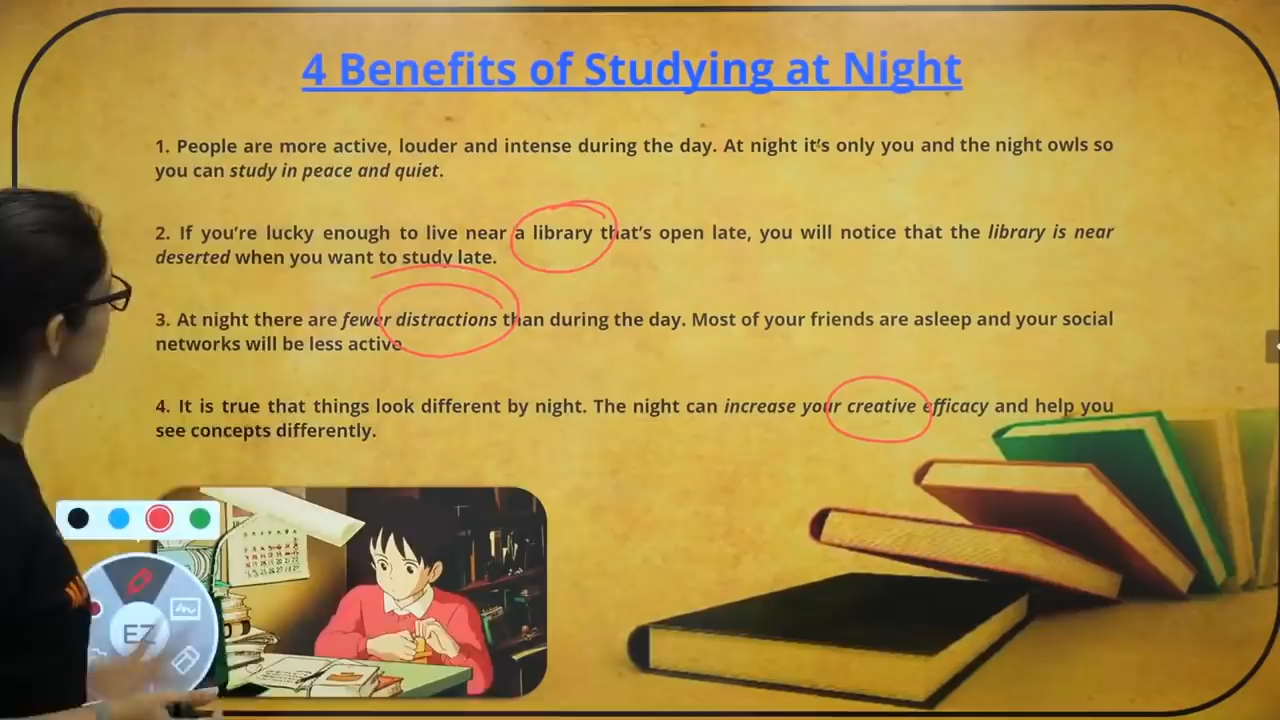 4 Benefits of Studying at Night
1. People are more active, louder and intense during the day. At night it’s only you and the night owls so
you can study in peace and quiet.
2. If you’re lucky enough to live near a library that’s open late, you will notice that the library is near
deserted when you want to study late.
3. At night there are fewer distractions than during the day. Most of your friends are asleep and your social
networks will be less active.
4. It is true that things look different by night. The night can increase your creative efficacy and help you
see concepts differently.
EZ